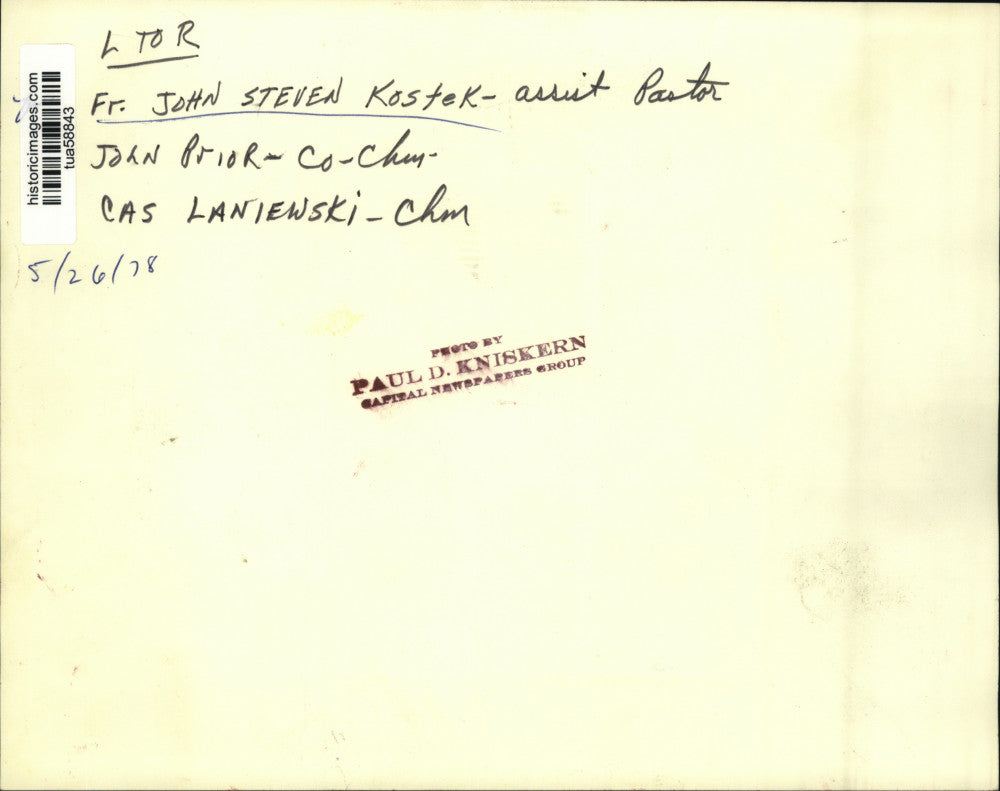 L TO R
Fr. JOHN STEVEN KOSTEK - assist Pastor
JOHN PRIOR - CO-Chm-
CAS LANIEWSKI - Chm
5/26/78
historicimages.com
tua58843
PHOTO BY
PAUL D. KNISKERN
CAPITAL NEWSPAPERS GROUP